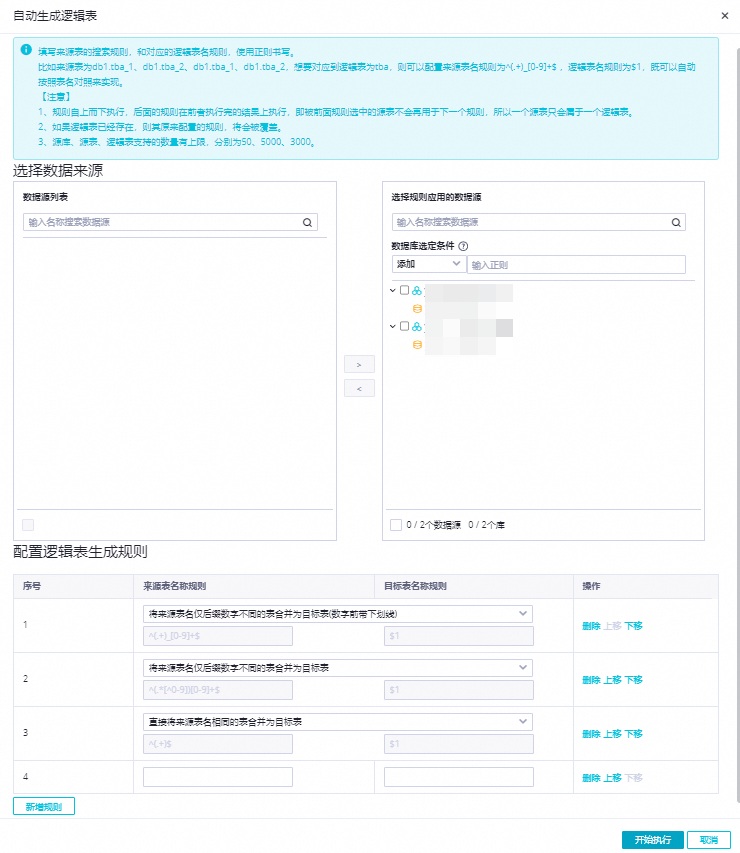 自动生成逻辑表
填写来源表的搜索规则，和对应的逻辑表名规则，使用正则书写。
比如来源表为db1.tba_1、db1.tba_2、db1.tba_1、db1.tba_2，想要对应到逻辑表为tba，则可以配置来源表名规则为^(.+)_[0-9]+$ ，逻辑表名规则为$1，既可以自动
按照表名对照来实现。
【注意】
1、规则自上而下执行，后面的规则在前者执行完的结果上执行，即被前面规则选中的源表不会再用于下一个规则，所以一个源表只会属于一个逻辑表。
2、如果逻辑表已经存在，则其原来配置的规则，将会被覆盖。
3、源库、源表、逻辑表支持的数量有上限，分别为50、5000、3000。
选择数据来源
数据源列表
输入名称搜索数据源
选择规则应用的数据源
输入名称搜索数据源
数据库选定条件
添加
输入正则
>
<
0 / 2个数据源 0 / 2个库
配置逻辑表生成规则
序号 来源表名称规则 目标表名称规则 操作
1 将来源表名仅后缀数字不同的表合并为目标表(数字前带下划线)
^(.+)_[0-9]+$ $1
删除 上移 下移
2 将来源表名仅后缀数字不同的表合并为目标表
^(.*[^0-9])[0-9]+$ $1
删除 上移 下移
3 直接将来源表名相同的表合并为目标表
^(.+)$ $1
删除 上移 下移
4 删除 上移 下移
新增规则
开始执行 取消